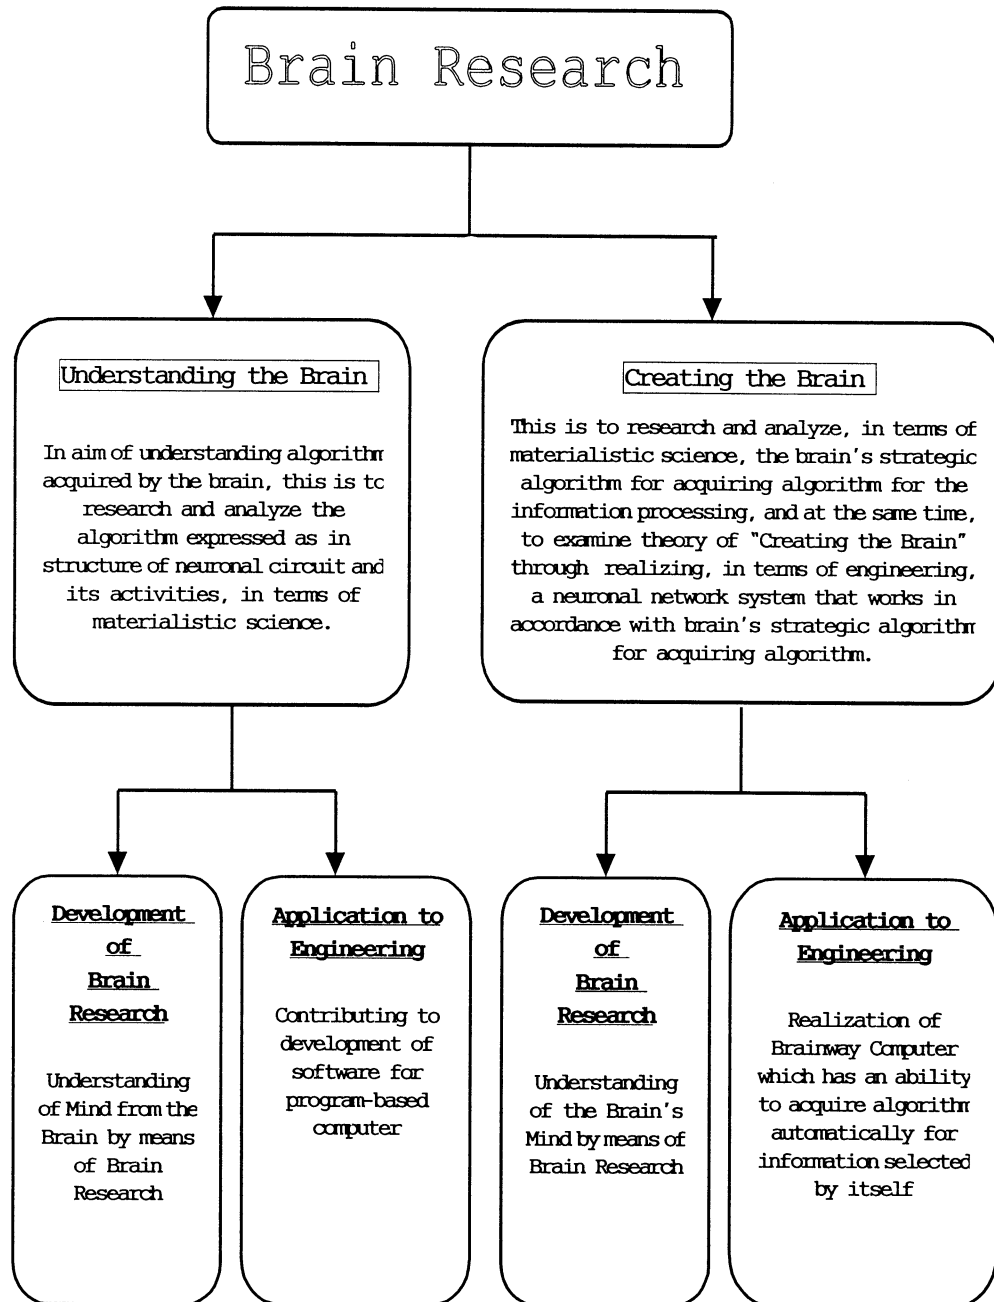 Brain Research
Understanding the Brain
In aim of understanding algorithm
acquired by the brain, this is to
research and analyze the
algorithm expressed as in
structure of neuronal circuit and
its activities, in terms of
materialistic science.
Creating the Brain
This is to research and analyze, in terms of
materialistic science, the brain's strategic
algorithm for acquiring algorithm for the
information processing, and at the same time,
to examine theory of "Creating the Brain"
through realizing, in terms of engineering,
a neuronal network system that works in
accordance with brain's strategic algorithm
for acquiring algorithm.
Development
of
Brain
Research
Understanding
of Mind from the
Brain by means
of Brain
Research
Application to
Engineering
Contributing to
development of
software for
program-based
computer
Development
of
Brain
Research
Understanding
of the Brain's
Mind by means of
Brain Research
Application to
Engineering
Realization of
Brainway Computer
which has an ability
to acquire algorithm
automatically for
information selected
by itself